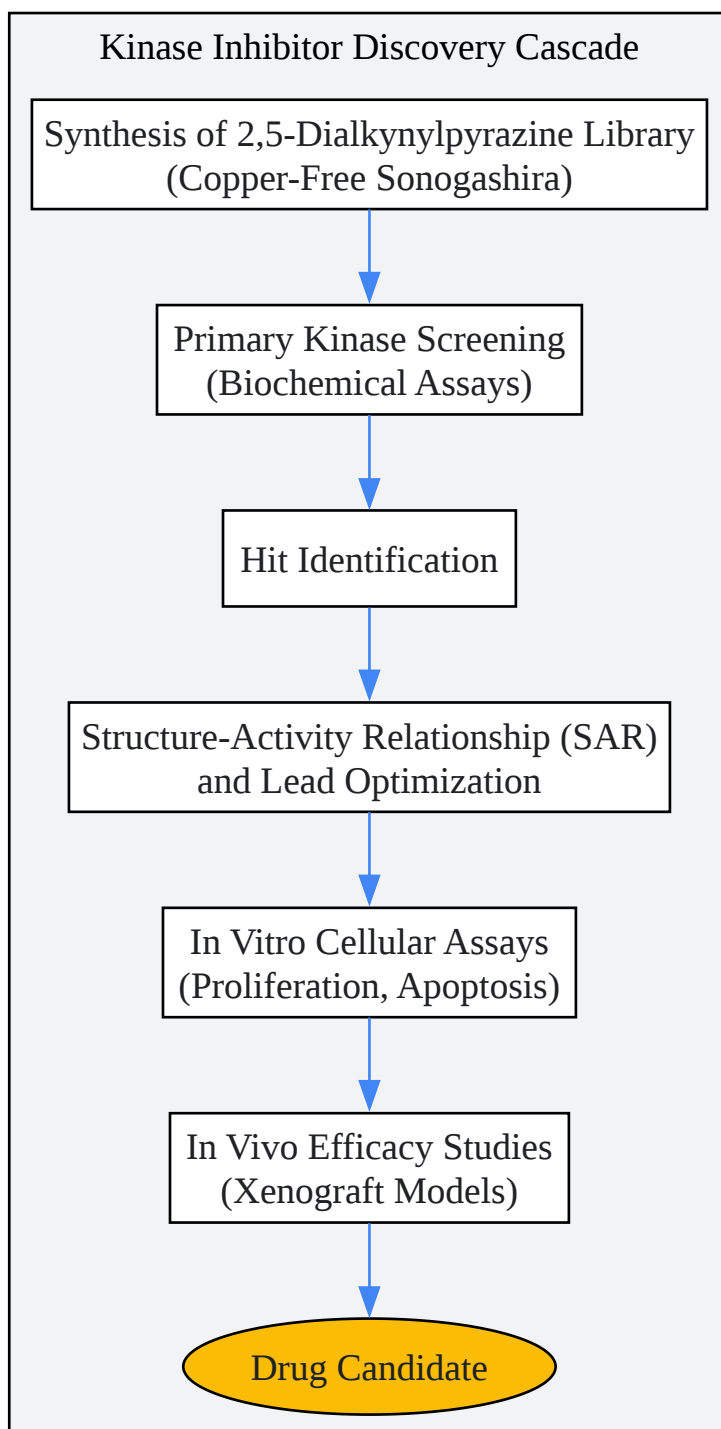 Kinase Inhibitor Discovery Cascade
Synthesis of 2,5-Dialkynylpyrazine Library
(Copper-Free Sonogashira)
Primary Kinase Screening
(Biochemical Assays)
Hit Identification
Structure-Activity Relationship (SAR)
and Lead Optimization
In Vitro Cellular Assays
(Proliferation, Apoptosis)
In Vivo Efficacy Studies
(Xenograft Models)
Drug Candidate